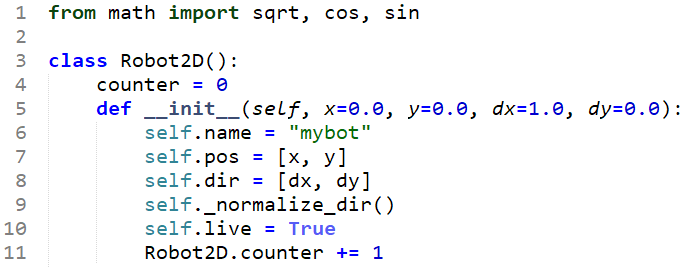 1 from math import sqrt, cos, sin
2
3 class Robot2D():
4     counter = 0
5     def __init__(self, x=0.0, y=0.0, dx=1.0, dy=0.0):
6         self.name = "mybot"
7         self.pos = [x, y]
8         self.dir = [dx, dy]
9         self._normalize_dir()
10         self.live = True
11         Robot2D.counter += 1